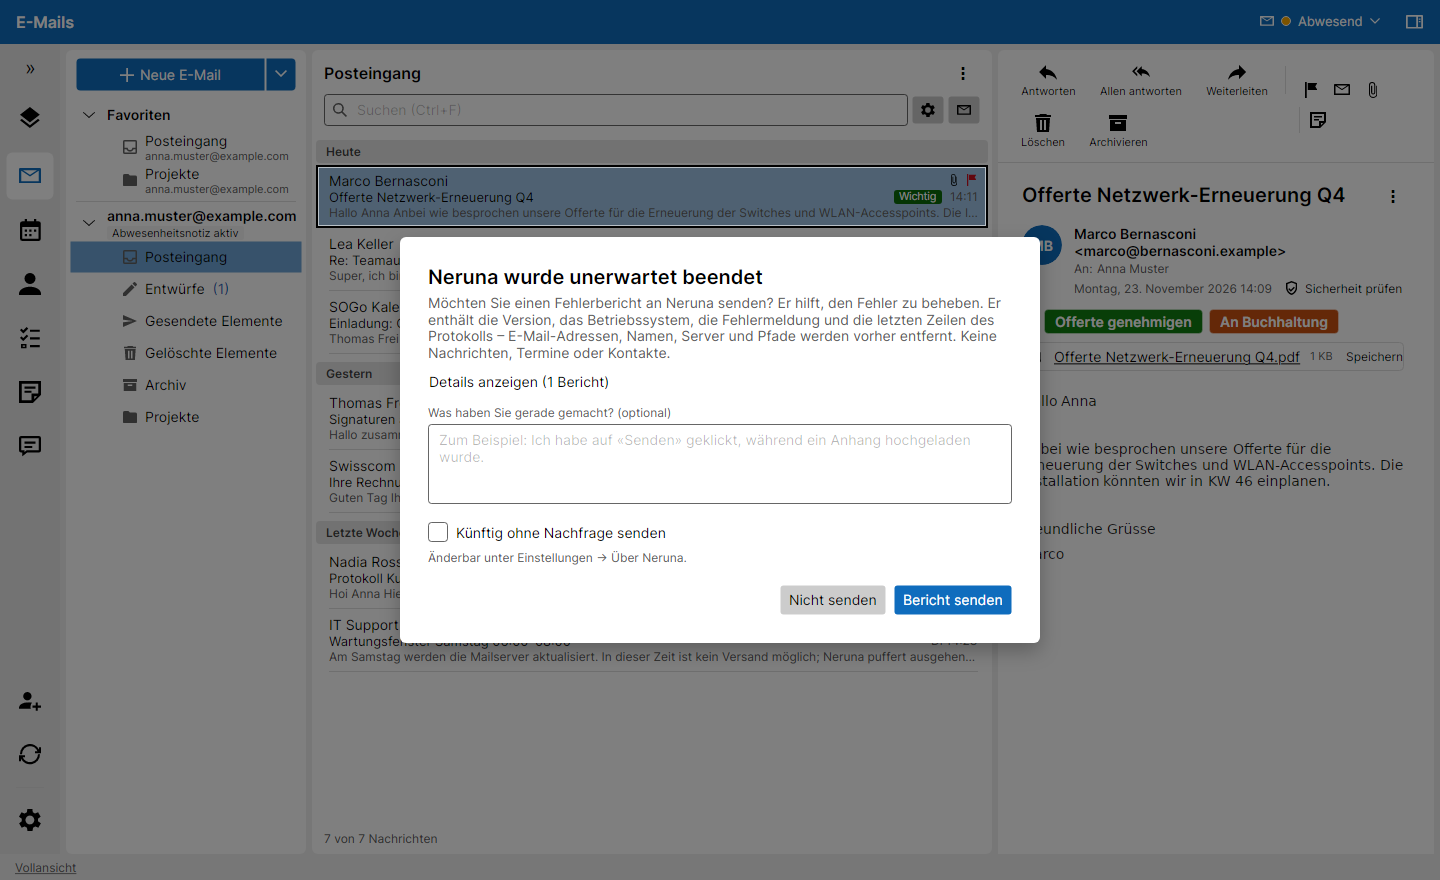 E-Mails
Abwesend
Neue E-Mail
Favoriten
Posteingang
anna.muster@example.com
Projekte
anna.muster@example.com
anna.muster@example.com
Abwesenheitsnotiz aktiv
Posteingang
Entwürfe (1)
Gesendete Elemente
Gelöschte Elemente
Archiv
Projekte
Posteingang
Suchen (Ctrl+F)
Heute
Marco Bernasconi
Offerte Netzwerk-Erneuerung Q4
Wichtig 14:11
Hallo Anna Anbei wie besprochen unsere Offerte für die Erneuerung der Switches und WLAN-Accesspoints. Die I…
Lea Keller
Re: Teamau
Super, ich bi
SOGo Kale
Einladung:
Thomas Frei
Gestern
Thomas Fr
Signaturen
Hallo zusam
Swisscom
Ihre Rechnu
Guten Tag Ih
Letzte Woche
Nadia Ross
Protokoll Ku
Hoi Anna Hie
IT Support
Wartungsfenster Samstag
Am Samstag werden die Mailserver aktualisiert. In dieser Zeit ist kein Versand möglich; Neruna puffert ausgehen…
7 von 7 Nachrichten
Antworten
Allen antworten
Weiterleiten
Löschen
Archivieren
Offerte Netzwerk-Erneuerung Q4
MB
Marco Bernasconi
<marco@bernasconi.example>
An: Anna Muster
Montag, 23. November 2026 14:09
Sicherheit prüfen
Offerte genehmigen
An Buchhaltung
Offerte Netzwerk-Erneuerung Q4.pdf 1 KB Speichern
llo Anna
bei wie besprochen unsere Offerte für die
neuerung der Switches und WLAN-Accesspoints. Die
stallation könnten wir in KW 46 einplanen.
eundliche Grüsse
arco
Neruna wurde unerwartet beendet
Möchten Sie einen Fehlerbericht an Neruna senden? Er hilft, den Fehler zu beheben. Er
enthält die Version, das Betriebssystem, die Fehlermeldung und die letzten Zeilen des
Protokolls – E-Mail-Adressen, Namen, Server und Pfade werden vorher entfernt. Keine
Nachrichten, Termine oder Kontakte.
Details anzeigen (1 Bericht)
Was haben Sie gerade gemacht? (optional)
Zum Beispiel: Ich habe auf «Senden» geklickt, während ein Anhang hochgeladen
wurde.
Künftig ohne Nachfrage senden
Änderbar unter Einstellungen → Über Neruna.
Nicht senden
Bericht senden
Vollansicht